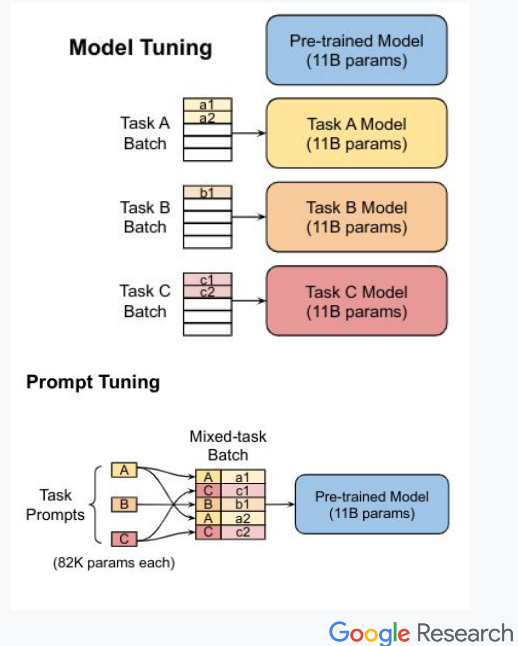 Model Tuning
Pre-trained Model
(11B params)
Task A
Batch
a1
a2
Task A Model
(11B params)
Task B
Batch
b1
Task B Model
(11B params)
Task C
Batch
c1
c2
Task C Model
(11B params)
Prompt Tuning
Mixed-task
Batch
Task
Prompts
A
B
C
(82K params each)
A a1
C c1
B b1
A a2
C c2
Pre-trained Model
(11B params)
Google Research